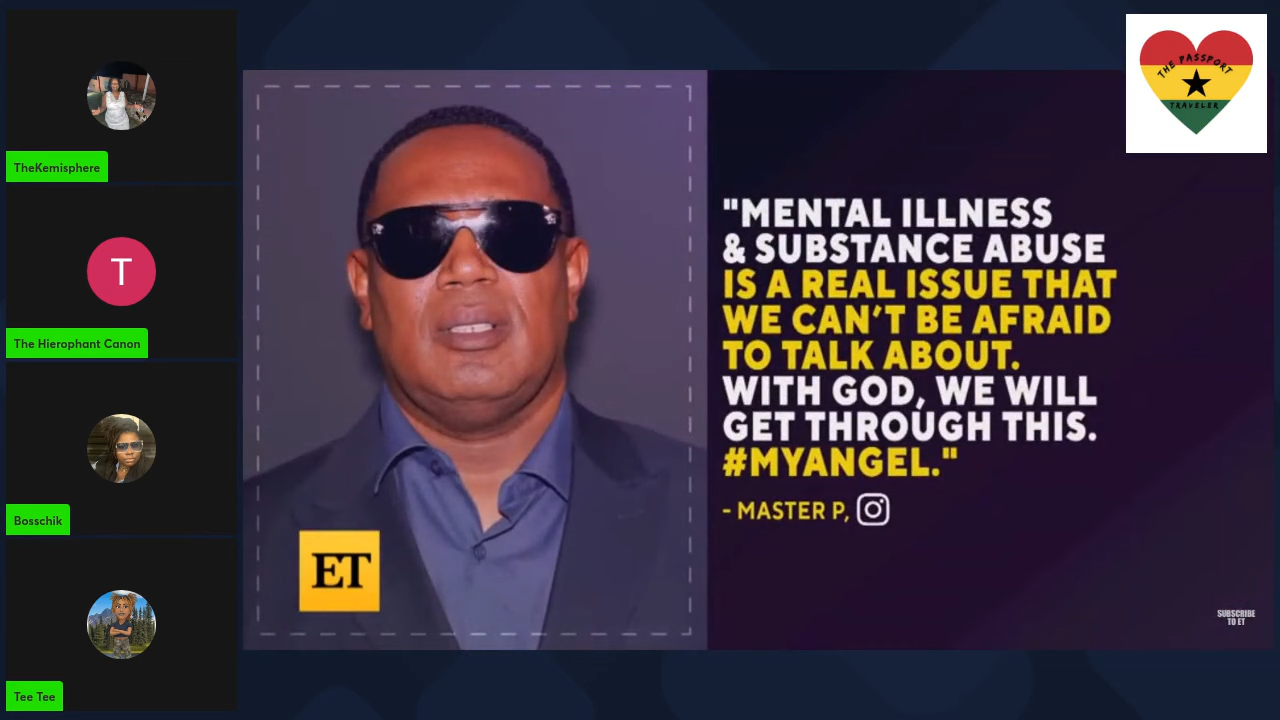 TheKemisphere
T
The Hierophant Canon
Bosschik
Tee Tee
"MENTAL ILLNESS
& SUBSTANCE ABUSE
IS A REAL ISSUE THAT
WE CAN'T BE AFRAID
TO TALK ABOUT.
WITH GOD, WE WILL
GET THROUGH THIS.
#MYANGEL."
- MASTER P,
ET
THE PASSPORT
TRAVELER
SUBSCRIBE
TO ET